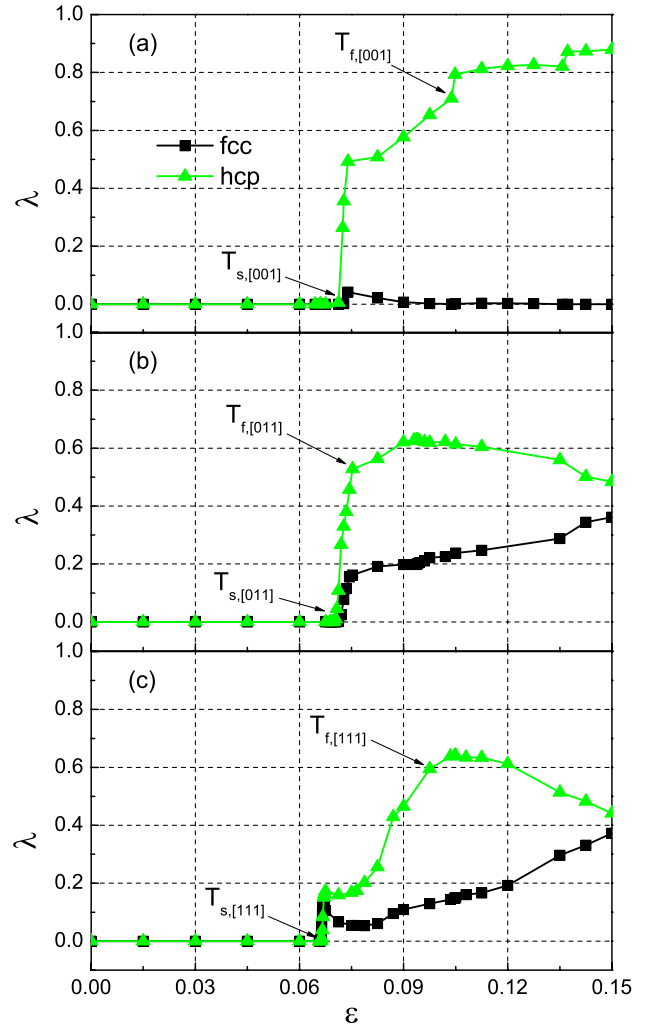 1.0
(a)
T_f,[001]
0.8
fcc
0.6
hcp
λ
0.4
0.2
T_s,[001]
0.0
1.0
(b)
0.8
T_f,[011]
0.6
λ
0.4
0.2
T_s,[011]
0.0
1.0
(c)
0.8
T_f,[111]
0.6
λ
0.4
0.2
T_s,[111]
0.0
0.00 0.03 0.06 0.09 0.12 0.15
ε